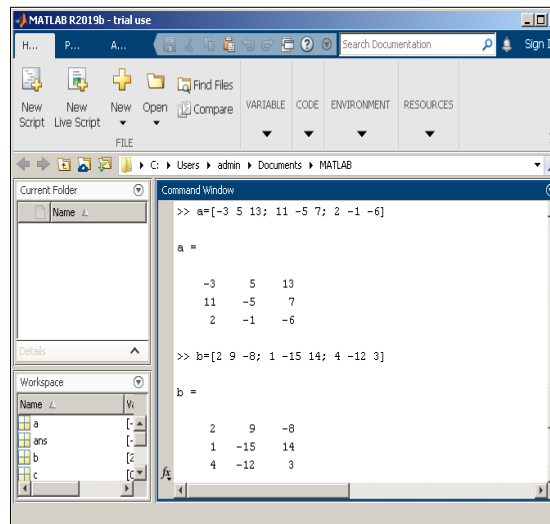 MATLAB R2019b - trial use
H... P... A... Search Documentation Sign
New Script
New Live Script
New
Open
Find Files
Compare
VARIABLE CODE ENVIRONMENT RESOURCES
FILE
C: Users admin Documents MATLAB
Current Folder
Name
Details
Workspace
Name
a [-
ans [-
b [2
c
Command Window
>> a=[-3 5 13; 11 -5 7; 2 -1 -6]
a =
-3 5 13
11 -5 7
2 -1 -6
>> b=[2 9 -8; 1 -15 14; 4 -12 3]
b =
2 9 -8
1 -15 14
4 -12 3
fx